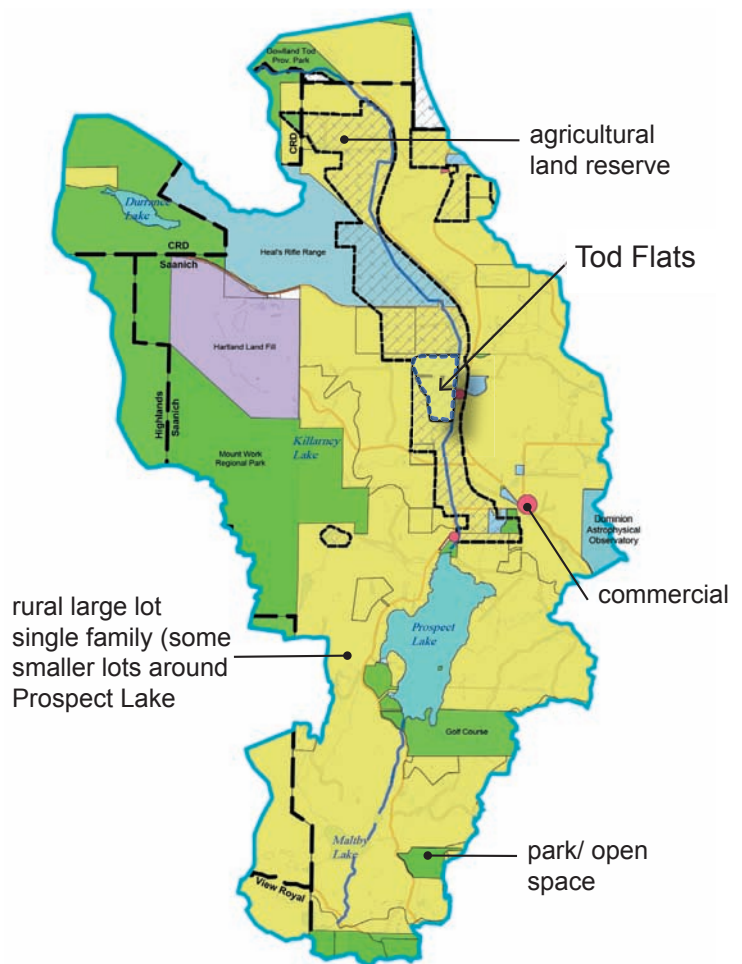 Gowlland Tod
Prov. Park
CRD
agricultural
land reserve
Durrance
Lake
Heal's Rifle Range
CRD
Saanich
Tod Flats
Hartland Land Fill
Highlands
Saanich
Killarney
Lake
Mount Work
Regional Park
Dominion
Astrophysical
Observatory
commercial
rural large lot
single family (some
smaller lots around
Prospect Lake
Prospect
Lake
Golf Course
Maltby
Lake
park/ open
space
View Royal